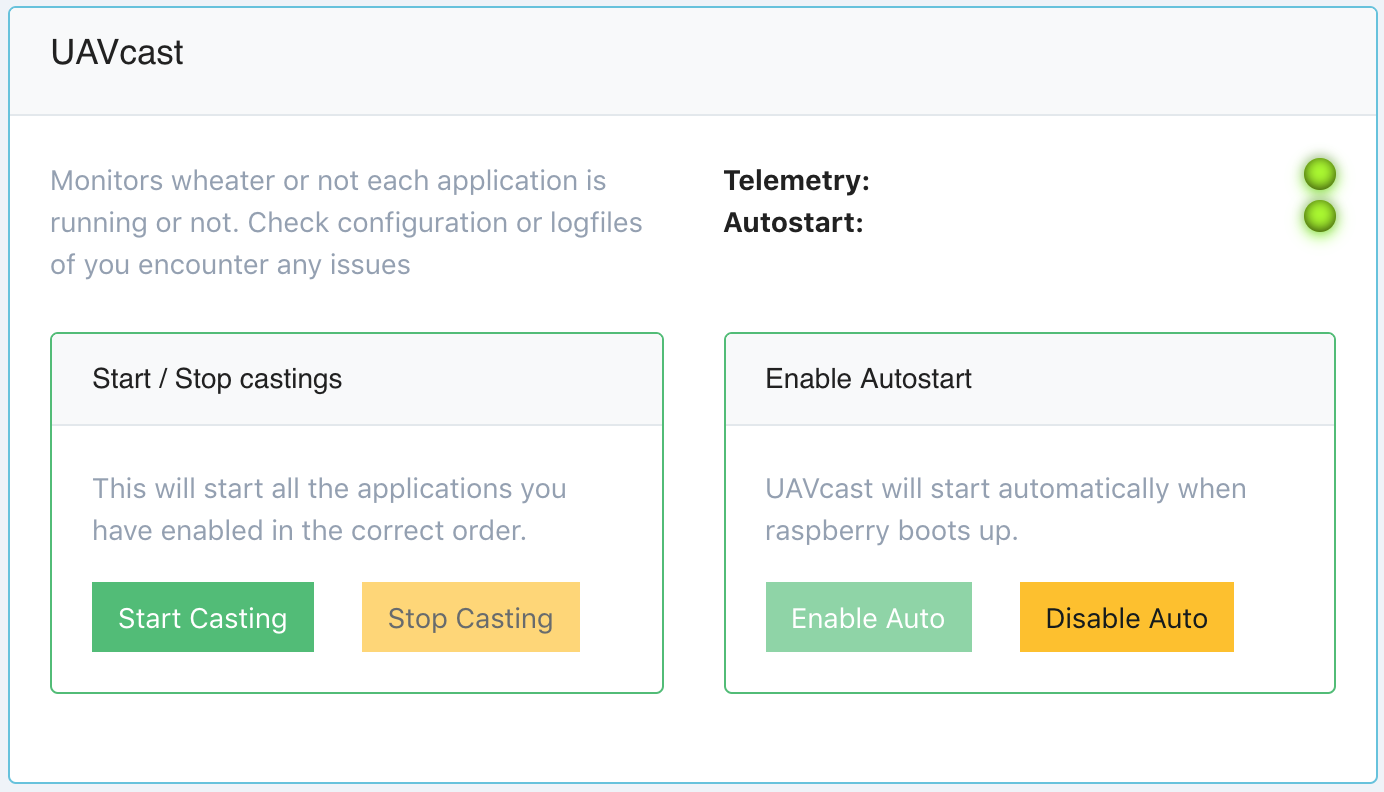 UAVcast
Monitors wheater or not each application is
running or not. Check configuration or logfiles
of you encounter any issues
Telemetry:
Autostart:
Start / Stop castings
This will start all the applications you
have enabled in the correct order.
Start Casting
Stop Casting
Enable Autostart
UAVcast will start automatically when
raspberry boots up.
Enable Auto
Disable Auto